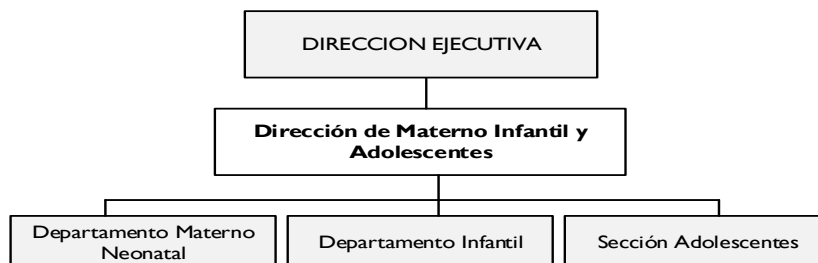 DIRECCION EJECUTIVA
Dirección de Materno Infantil y
Adolescentes
Departamento Materno
Neonatal
Departamento Infantil
Sección Adolescentes